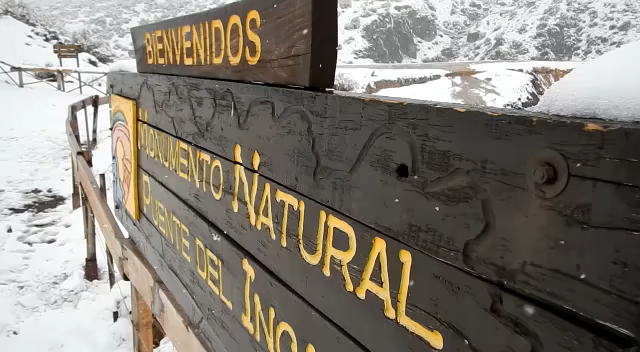 BIENVENIDOS
MONUMENTO NATURAL
PUENTE DEL INCA